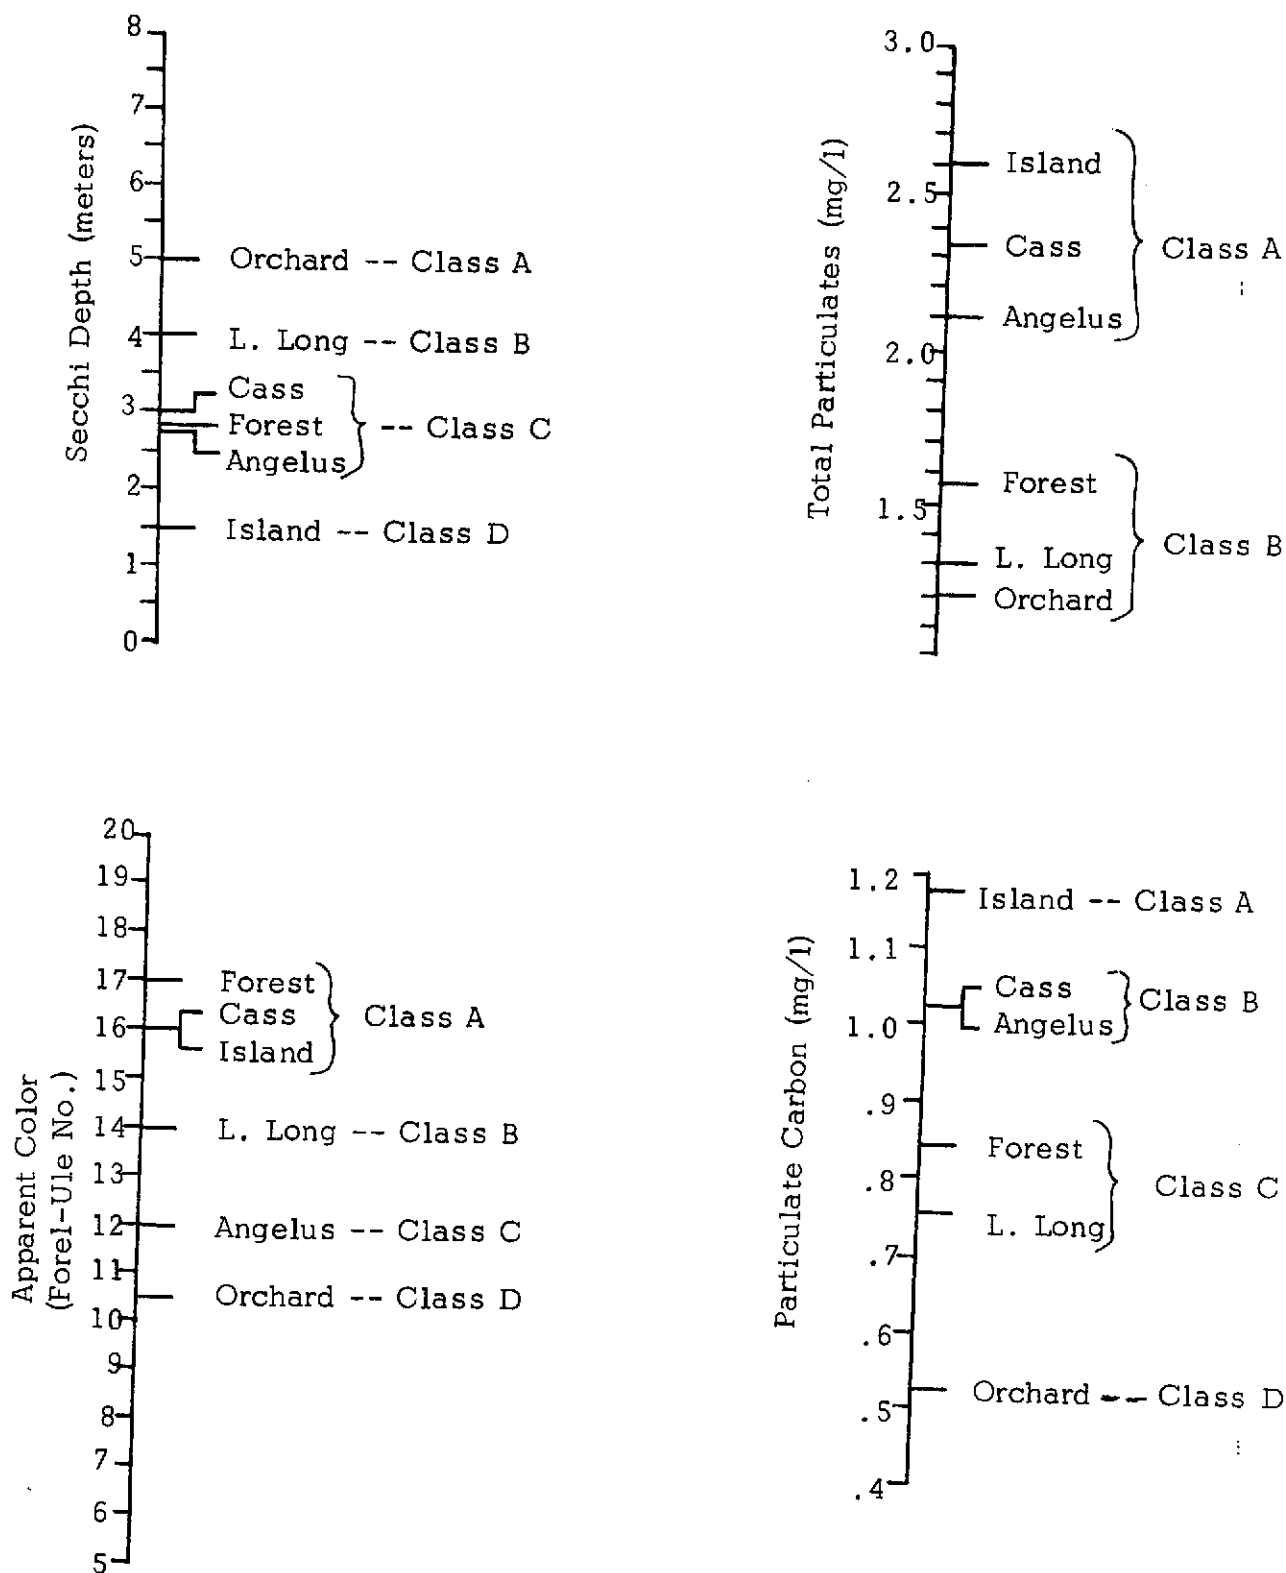 8
7
6
5
4
3
2
1
0
Secchi Depth (meters)
Orchard -- Class A
L. Long -- Class B
Cass
Forest
Angelus
-- Class C
Island -- Class D
3.0
2.5
2.0
1.5
Total Particulates (mg/l)
Island
Cass
Angelus
Class A
Forest
L. Long
Orchard
Class B
20
19
18
17
16
15
14
13
12
11
10
9
8
7
6
5
Apparent Color
(Forel-Ule No.)
Forest
Cass
Island
Class A
L. Long -- Class B
Angelus -- Class C
Orchard -- Class D
1.2
1.1
1.0
.9
.8
.7
.6
.5
.4
Particulate Carbon (mg/l)
Island -- Class A
Cass
Angelus
Class B
Forest
L. Long
Class C
Orchard -- Class D